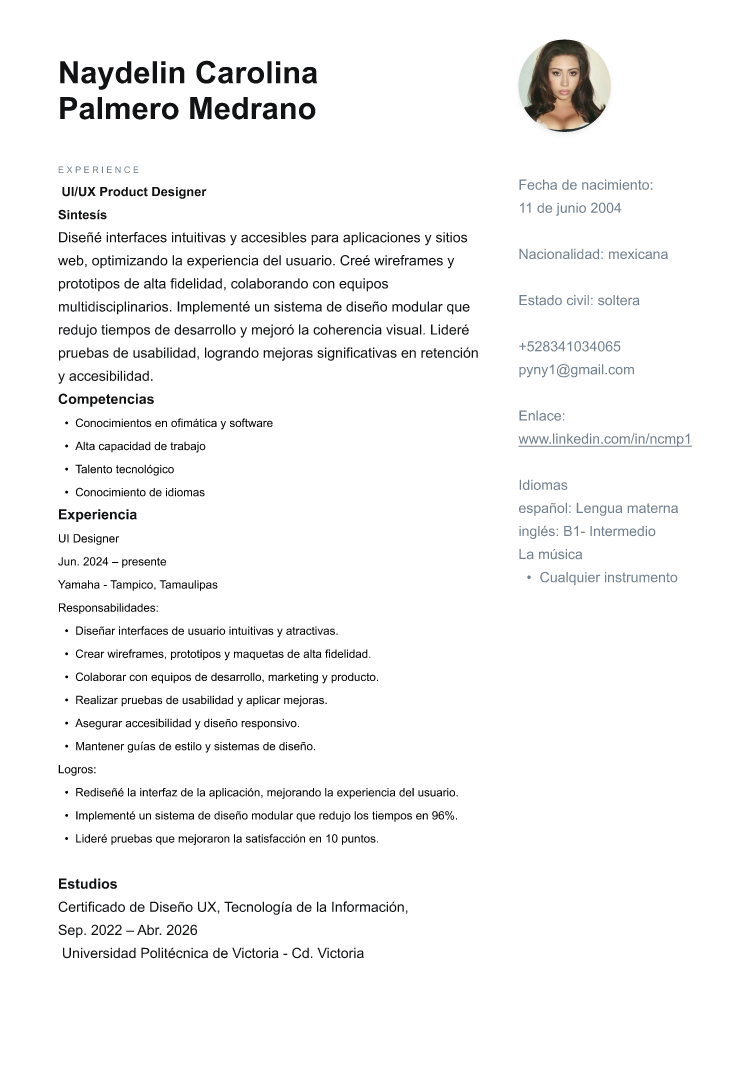 Naydelin Carolina
Palmero Medrano
EXPERIENCE
UI/UX Product Designer
Sintesís
Diseñé interfaces intuitivas y accesibles para aplicaciones y sitios
web, optimizando la experiencia del usuario. Creé wireframes y
prototipos de alta fidelidad, colaborando con equipos
multidisciplinarios. Implementé un sistema de diseño modular que
redujo tiempos de desarrollo y mejoró la coherencia visual. Lideré
pruebas de usabilidad, logrando mejoras significativas en retención
y accesibilidad.
Competencias
• Conocimientos en ofimática y software
• Alta capacidad de trabajo
• Talento tecnológico
• Conocimiento de idiomas
Experiencia
UI Designer
Jun. 2024 – presente
Yamaha - Tampico, Tamaulipas
Responsabilidades:
• Diseñar interfaces de usuario intuitivas y atractivas.
• Crear wireframes, prototipos y maquetas de alta fidelidad.
• Colaborar con equipos de desarrollo, marketing y producto.
• Realizar pruebas de usabilidad y aplicar mejoras.
• Asegurar accesibilidad y diseño responsivo.
• Mantener guías de estilo y sistemas de diseño.
Logros:
• Rediseñé la interfaz de la aplicación, mejorando la experiencia del usuario.
• Implementé un sistema de diseño modular que redujo los tiempos en 96%.
• Lideré pruebas que mejoraron la satisfacción en 10 puntos.
Estudios
Certificado de Diseño UX, Tecnología de la Información,
Sep. 2022 – Abr. 2026
Universidad Politécnica de Victoria - Cd. Victoria
Fecha de nacimiento:
11 de junio 2004
Nacionalidad: mexicana
Estado civil: soltera
+528341034065
pyny1@gmail.com
Enlace:
www.linkedin.com/in/ncmp1
Idiomas
español: Lengua materna
inglés: B1- Intermedio
La música
• Cualquier instrumento